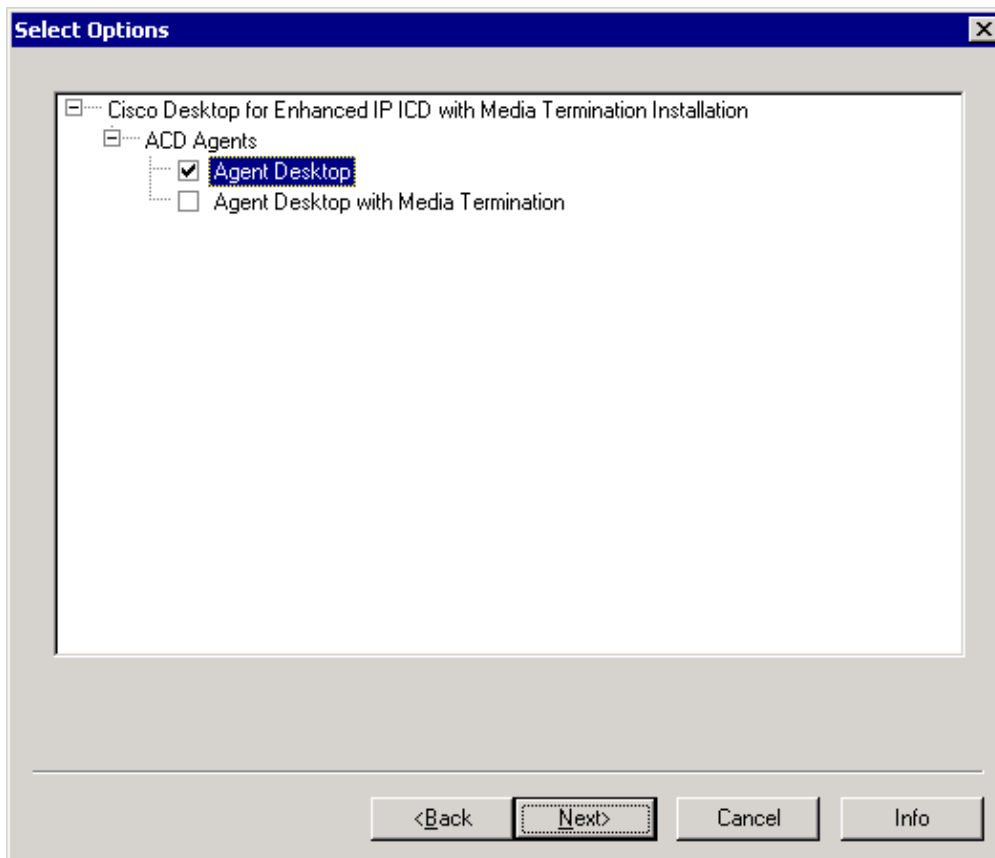 Select Options
Cisco Desktop for Enhanced IP ICD with Media Termination Installation
ACD Agents
Agent Desktop
Agent Desktop with Media Termination
<Back Next> Cancel Info